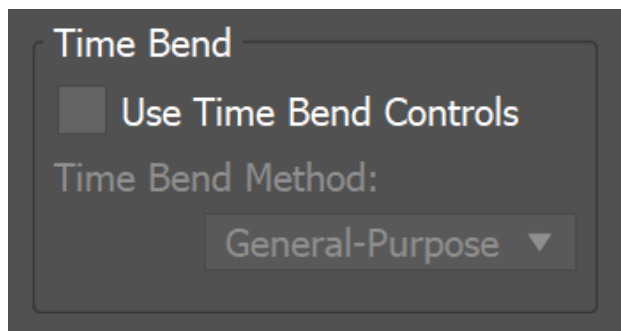 Time Bend
Use Time Bend Controls
Time Bend Method:
General-Purpose